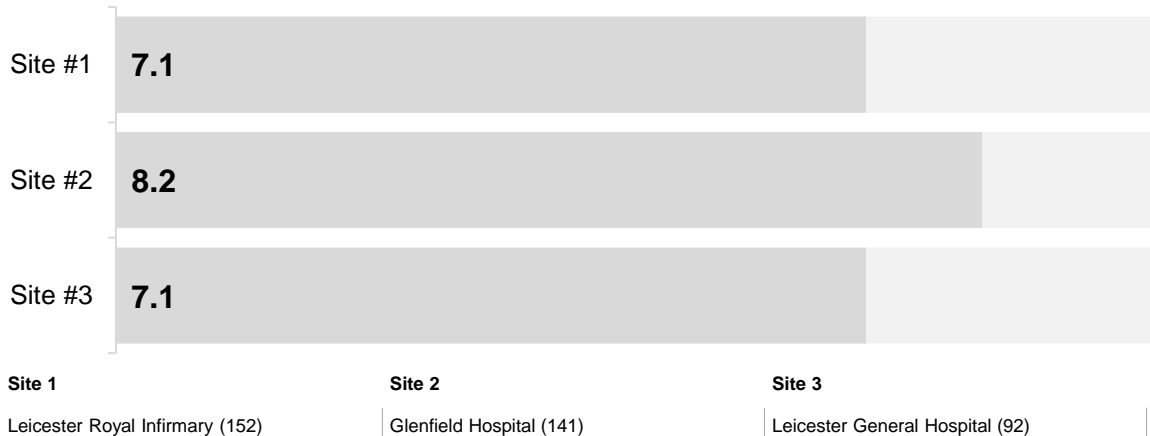 Site #1 7.1
Site #2 8.2
Site #3 7.1
Site 1 Site 2 Site 3
Leicester Royal Infirmary (152) Glenfield Hospital (141) Leicester General Hospital (92)